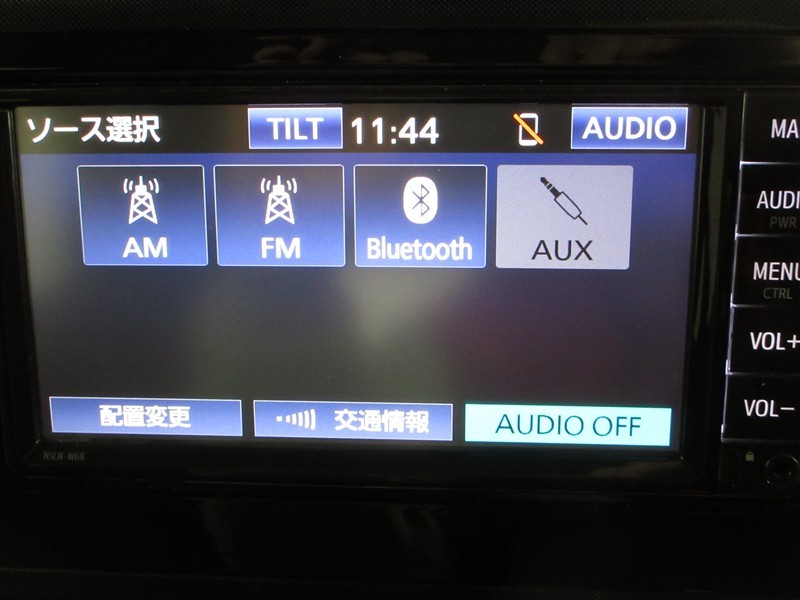 ソース選択 TILT 11:44 AUDIO
AM FM Bluetooth AUX
配置変更 交通情報 AUDIO OFF
NSLN-W68
MA
AUDI
PWR
MENU
CTRL
VOL+
VOL-